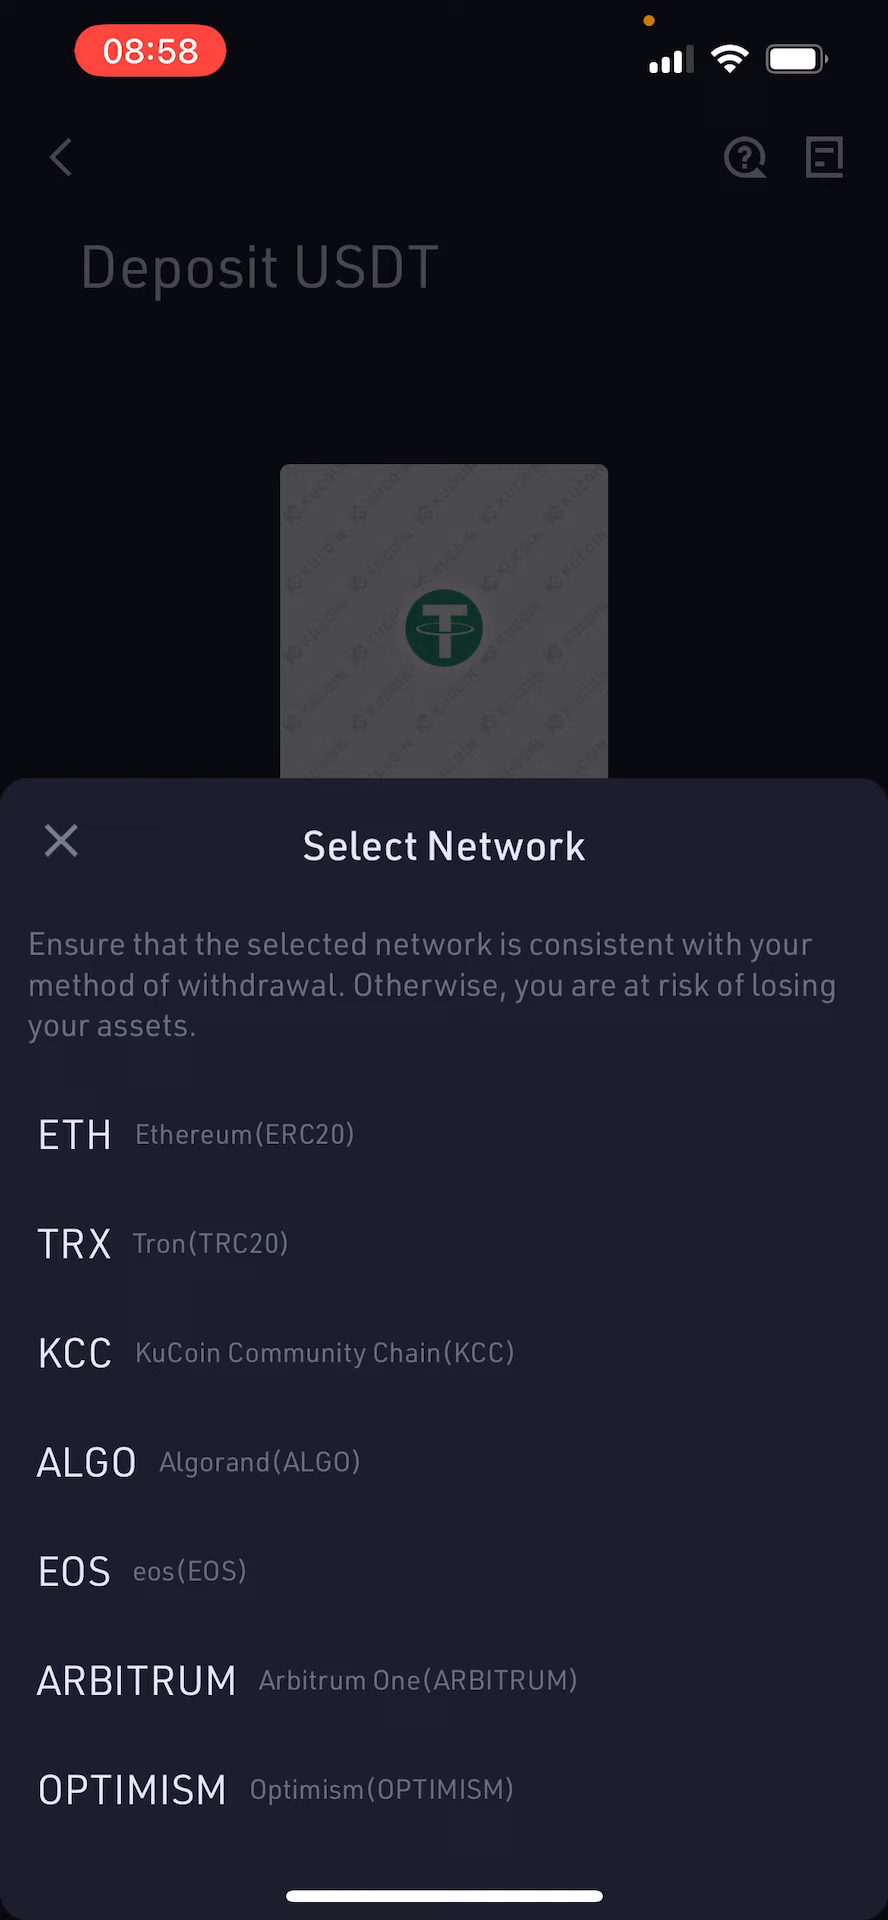 08:58
Deposit USDT
Select Network
Ensure that the selected network is consistent with your
method of withdrawal. Otherwise, you are at risk of losing
your assets.
ETH Ethereum(ERC20)
TRX Tron(TRC20)
KCC KuCoin Community Chain(KCC)
ALGO Algorand(ALGO)
EOS eos(EOS)
ARBITRUM Arbitrum One(ARBITRUM)
OPTIMISM Optimism(OPTIMISM)